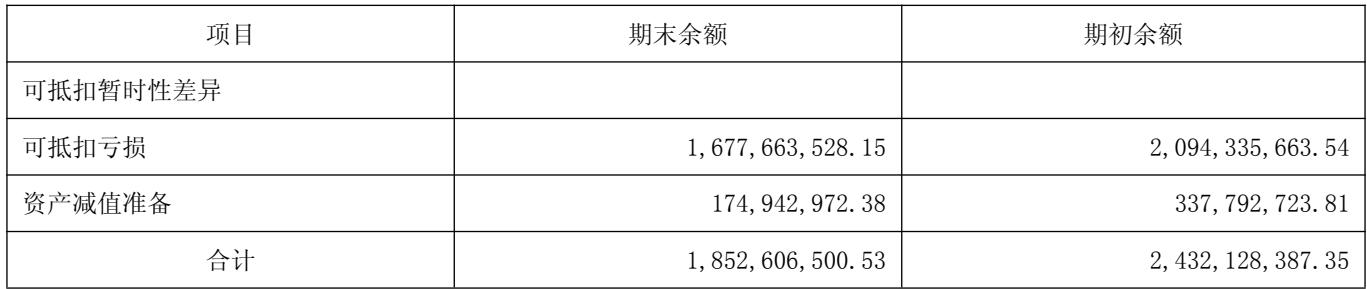 项目 期末余额 期初余额
可抵扣暂时性差异
可抵扣亏损 1,677,663,528.15 2,094,335,663.54
资产减值准备 174,942,972.38 337,792,723.81
合计 1,852,606,500.53 2,432,128,387.35